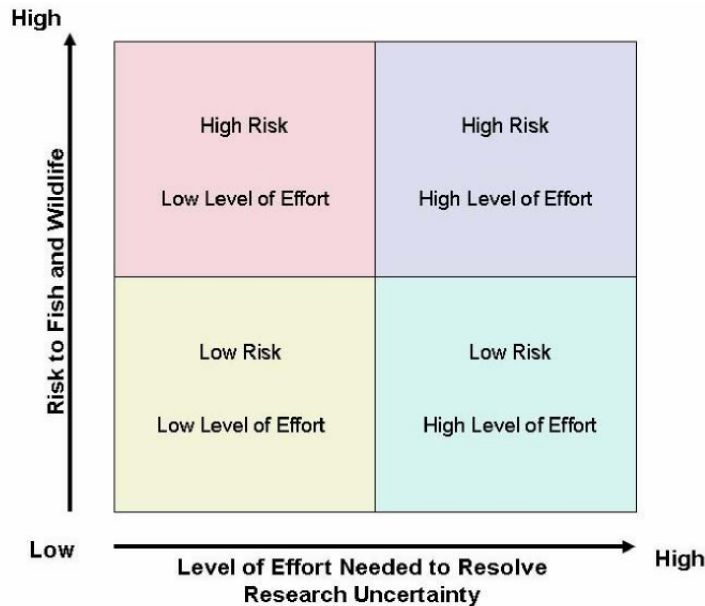 High
Risk to Fish and Wildlife
High Risk
Low Level of Effort
High Risk
High Level of Effort
Low Risk
Low Level of Effort
Low Risk
High Level of Effort
Low
High
Level of Effort Needed to Resolve
Research Uncertainty